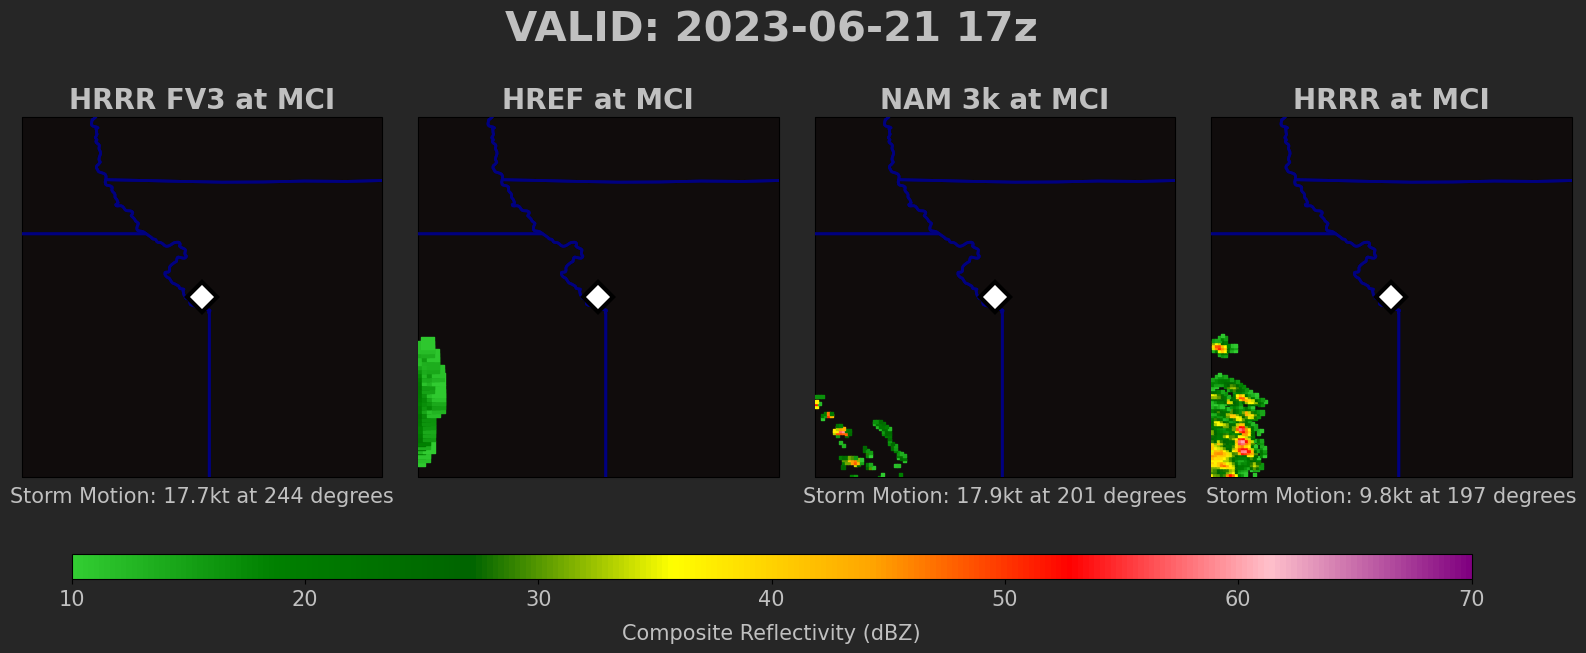 VALID: 2023-06-21 17z
HRRR FV3 at MCI
HREF at MCI
NAM 3k at MCI
HRRR at MCI
Storm Motion: 17.7kt at 244 degrees
Storm Motion: 17.9kt at 201 degrees
Storm Motion: 9.8kt at 197 degrees
10 20 30 40 50 60 70
Composite Reflectivity (dBZ)